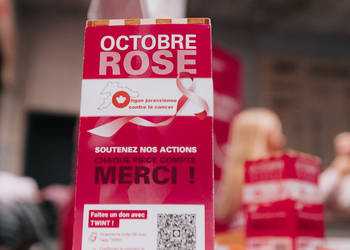 OCTOBRE
ROSE
ligue jurassienne
contre le cancer
SOUTENEZ NOS ACTIONS
CHAQUE PIÈCE COMPTE
MERCI !
Faites un don avec
TWINT !